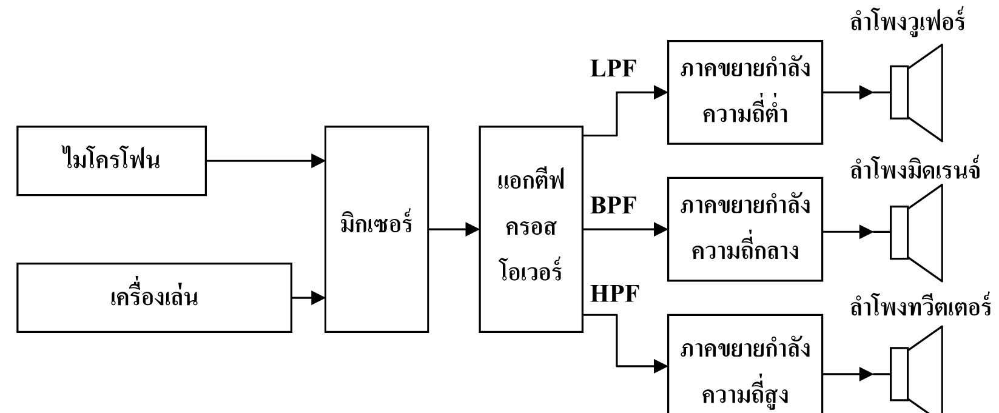 ไมโครโฟน
เครื่องเล่น
มิกเซอร์
แอกตีฟ
ครอส
โอเวอร์
LPF
ภาคขยายกำลัง
ความถี่ต่ำ
ลำโพงวูเฟอร์
BPF
ภาคขยายกำลัง
ความถี่กลาง
ลำโพงมิดเรนจ์
HPF
ภาคขยายกำลัง
ความถี่สูง
ลำโพงทวีตเตอร์